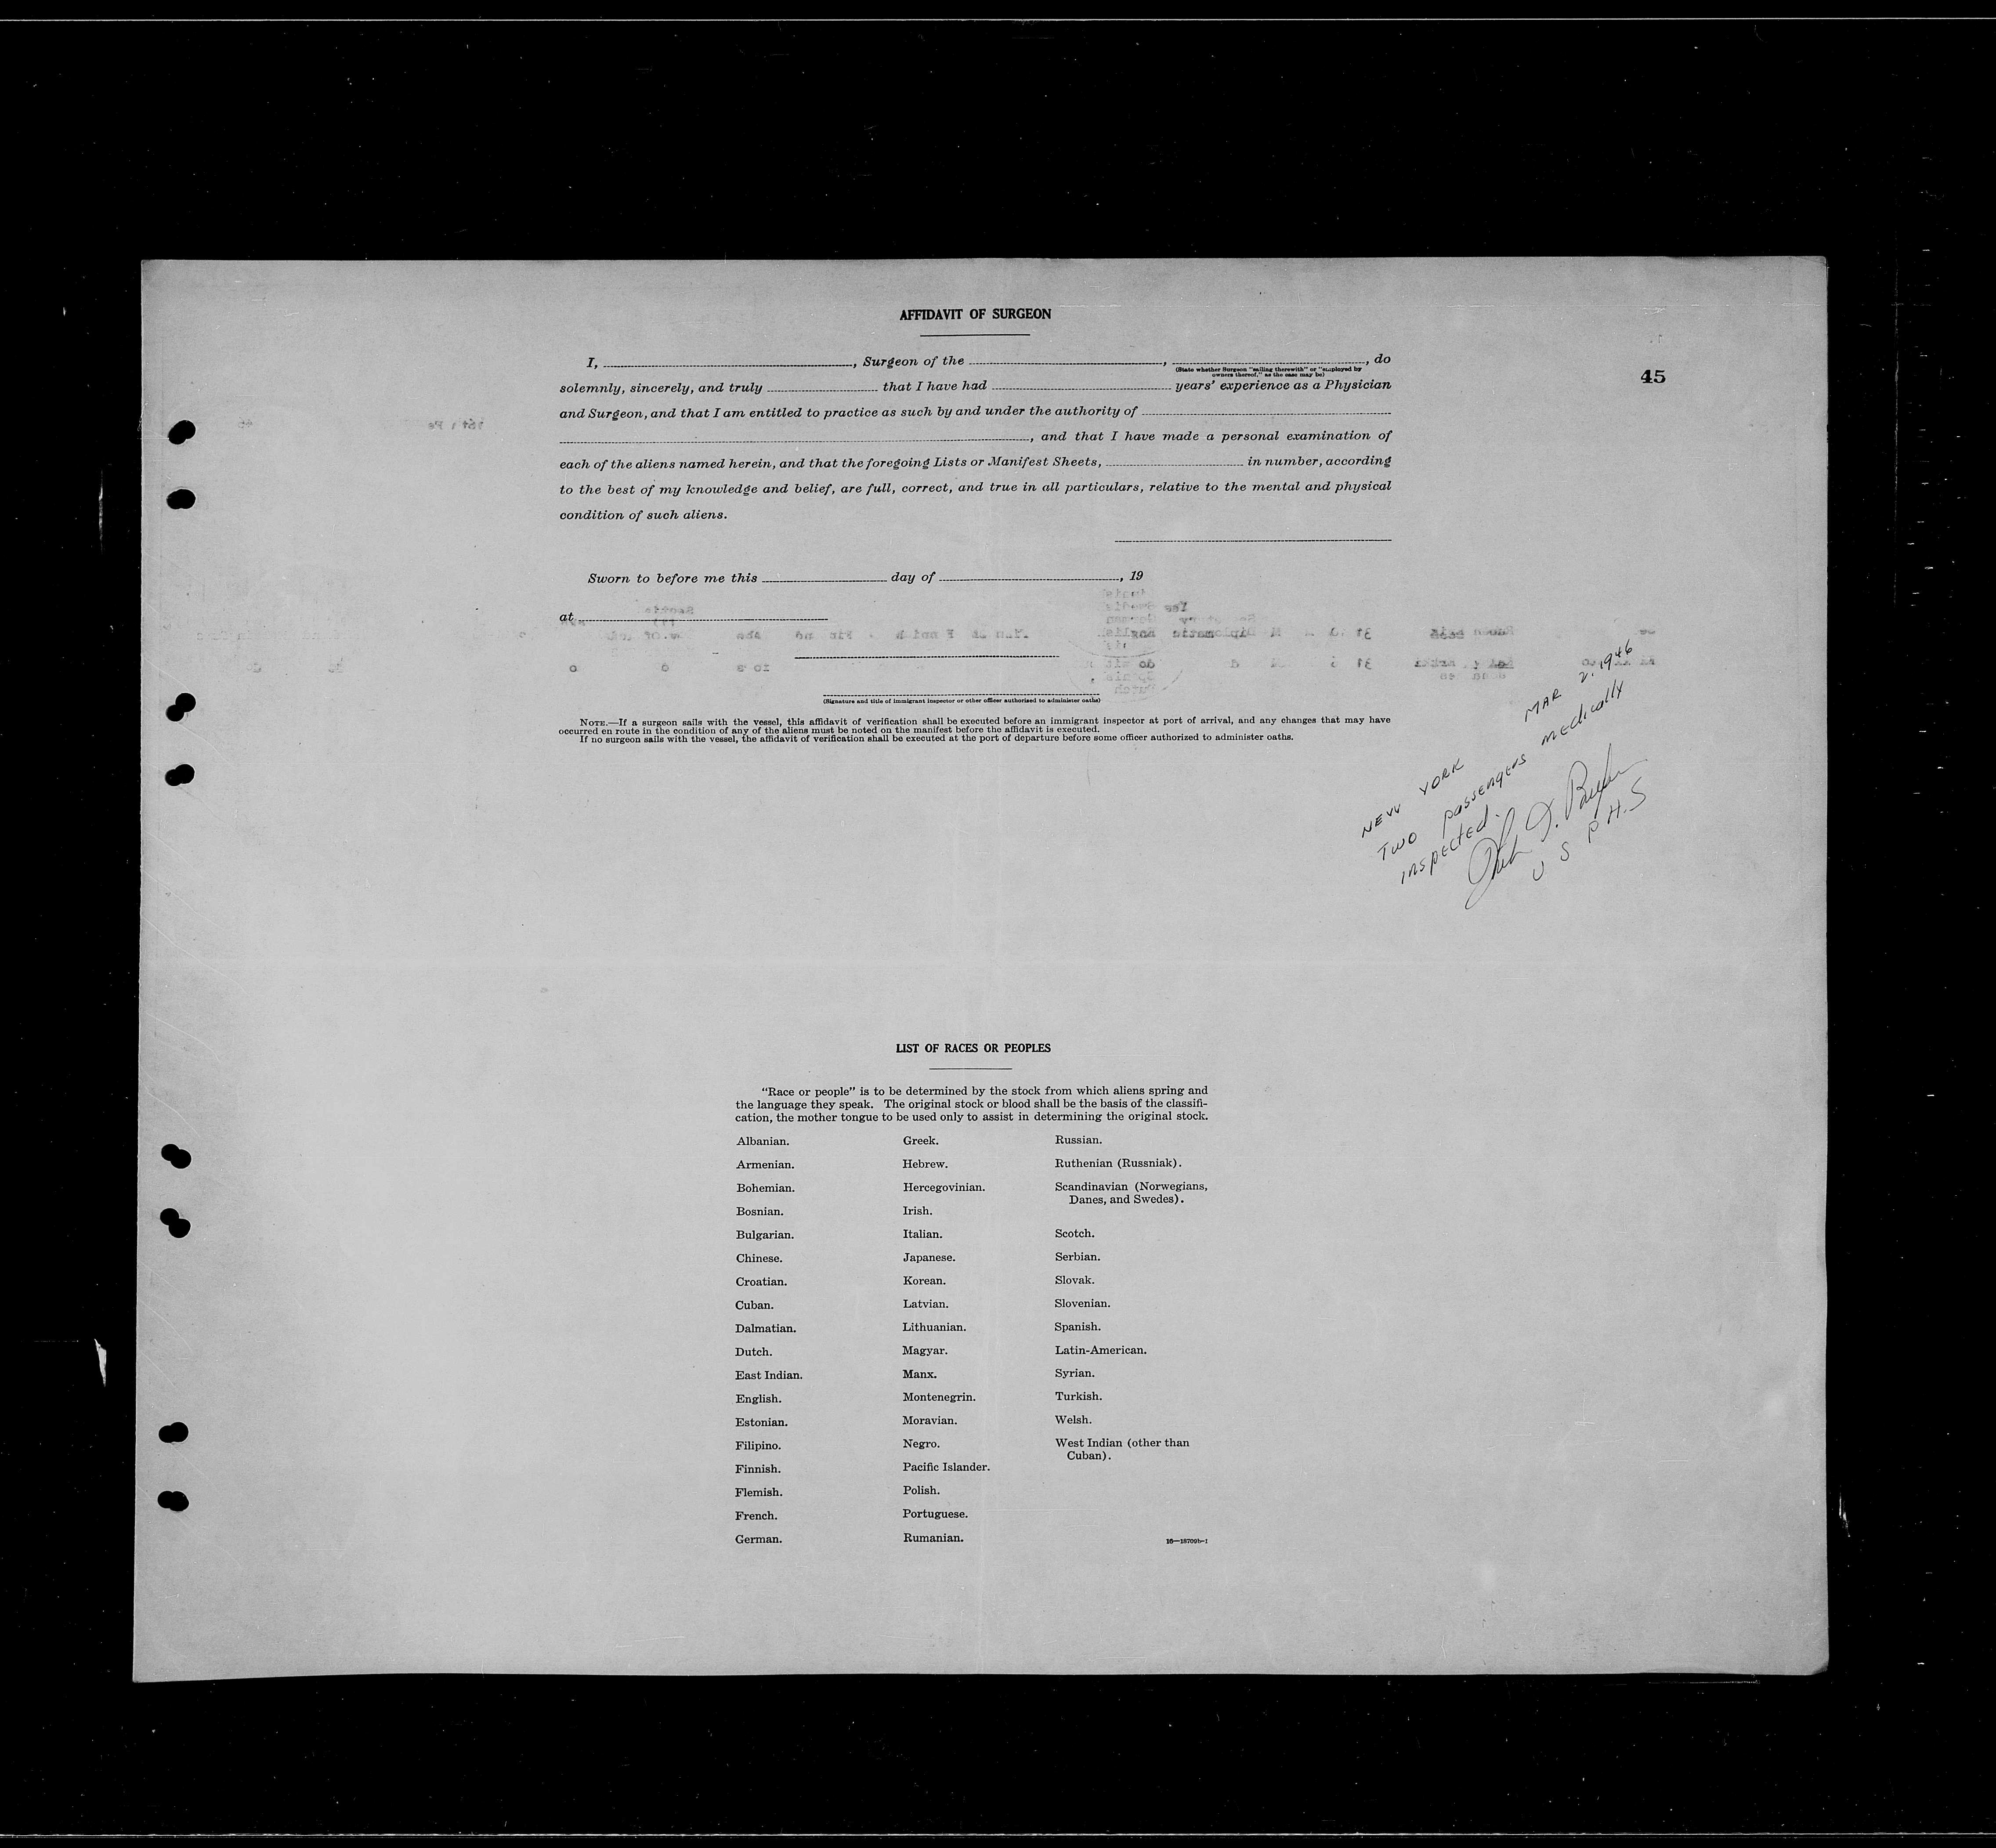 AFFIDAVIT OF SURGEON
45
I, , Surgeon of the , , do
(State whether Surgeon "sailing therewith" or "employed by
owners thereof," as the case may be)
solemnly, sincerely, and truly that I have had years' experience as a Physician
and Surgeon, and that I am entitled to practice as such by and under the authority of
, and that I have made a personal examination of
each of the aliens named herein, and that the foregoing Lists or Manifest Sheets, in number, according
to the best of my knowledge and belief, are full, correct, and true in all particulars, relative to the mental and physical
condition of such aliens.
Sworn to before me this day of , 19
at
(Signature and title of immigrant inspector or other officer authorized to administer oaths)
NOTE.—If a surgeon sails with the vessel, this affidavit of verification shall be executed before an immigrant inspector at port of arrival, and any changes that may have
occurred en route in the condition of any of the aliens must be noted on the manifest before the affidavit is executed.
If no surgeon sails with the vessel, the affidavit of verification shall be executed at the port of departure before some officer authorized to administer oaths.
NEW YORK MAR 2. 1946
TWO passengers medically
inspected.
U S P.H.S
LIST OF RACES OR PEOPLES
"Race or people" is to be determined by the stock from which aliens spring and
the language they speak. The original stock or blood shall be the basis of the classifi-
cation, the mother tongue to be used only to assist in determining the original stock.
Albanian.
Armenian.
Bohemian.
Bosnian.
Bulgarian.
Chinese.
Croatian.
Cuban.
Dalmatian.
Dutch.
East Indian.
English.
Estonian.
Filipino.
Finnish.
Flemish.
French.
German.
Greek.
Hebrew.
Hercegovinian.
Irish.
Italian.
Japanese.
Korean.
Latvian.
Lithuanian.
Magyar.
Manx.
Montenegrin.
Moravian.
Negro.
Pacific Islander.
Polish.
Portuguese.
Rumanian.
Russian.
Ruthenian (Russniak).
Scandinavian (Norwegians,
Danes, and Swedes).
Scotch.
Serbian.
Slovak.
Slovenian.
Spanish.
Latin-American.
Syrian.
Turkish.
Welsh.
West Indian (other than
Cuban).
16—18709b-1